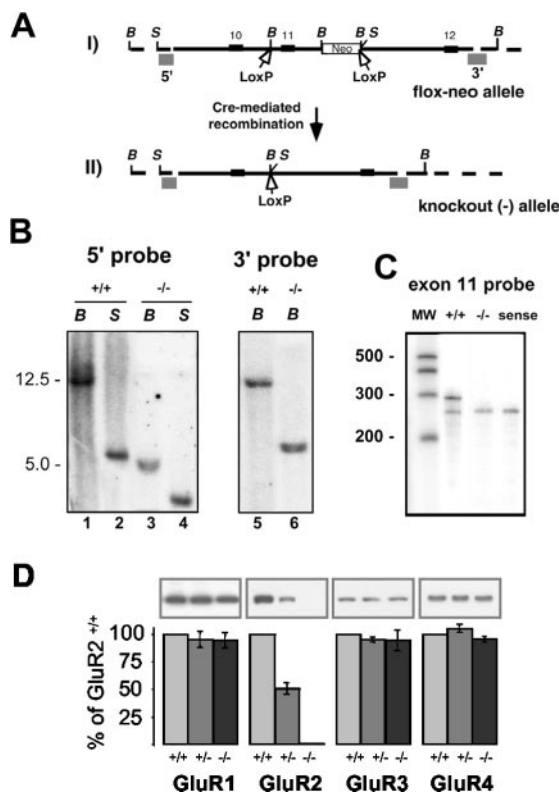 A
I) B S 10 B 11 B B S 12 B
Neo
5' LoxP LoxP 3'
flox-neo allele
Cre-mediated
recombination
II) B S B S B
LoxP
knockout (-) allele
B
5' probe 3' probe
+/+ -/- +/+ -/-
B S B S B B
12.5 -
5.0 -
1 2 3 4 5 6
C
exon 11 probe
MW +/+ -/- sense
500 -
300 -
200 -
D
% of GluR2 +/+
100
75
50
25
+/+ +/- -/- +/+ +/- -/- +/+ +/- -/- +/+ +/- -/-
GluR1 GluR2 GluR3 GluR4